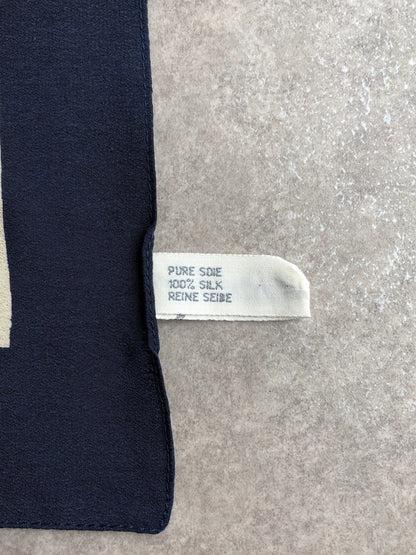 PURE SOIE
100% SILK
REINE SEIDE